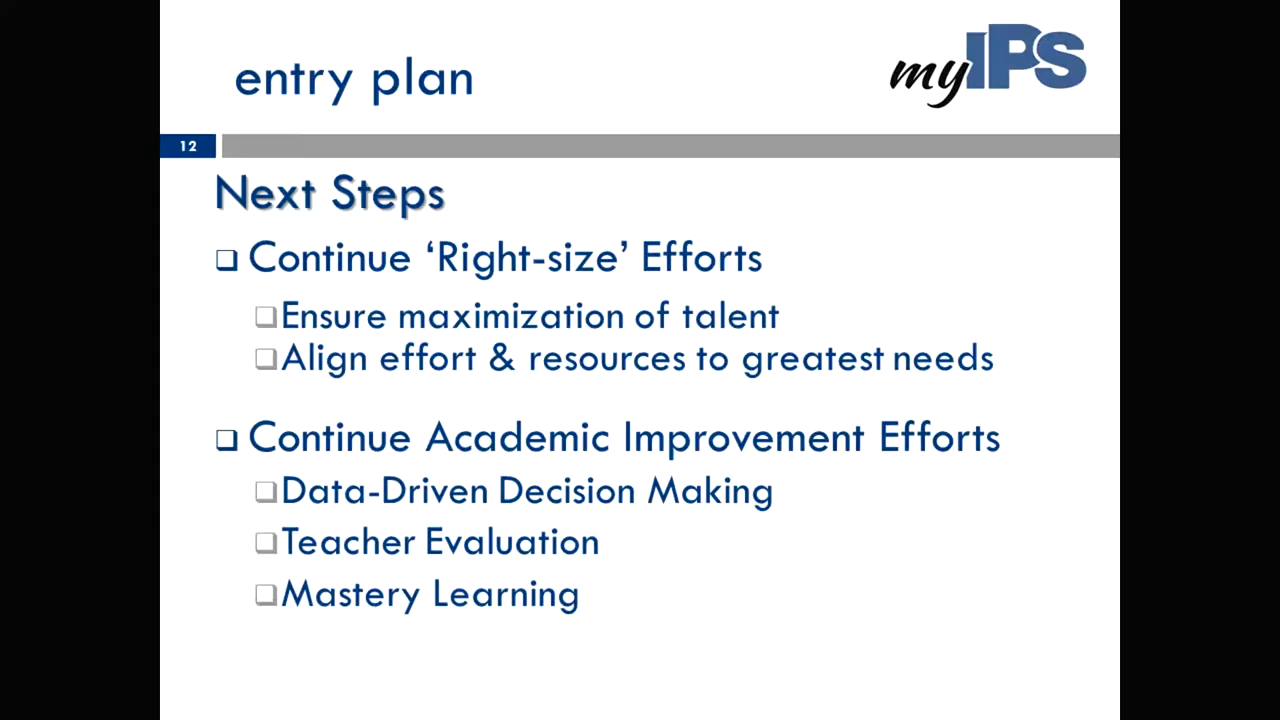 entry plan
myIPS
12
Next Steps
Continue ‘Right-size’ Efforts
Ensure maximization of talent
Align effort & resources to greatest needs
Continue Academic Improvement Efforts
Data-Driven Decision Making
Teacher Evaluation
Mastery Learning